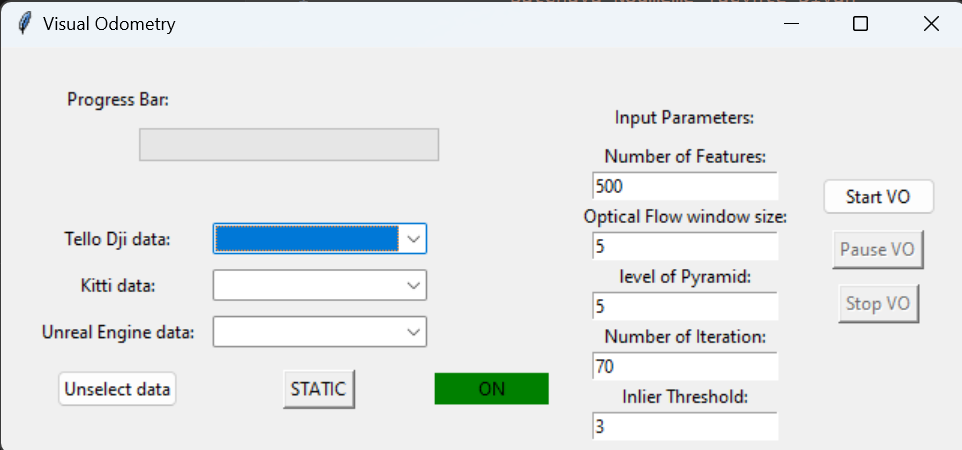 Visual Odometry
Progress Bar:
Tello Dji data:
Kitti data:
Unreal Engine data:
Unselect data
STATIC
ON
Input Parameters:
Number of Features:
500
Optical Flow window size:
5
level of Pyramid:
5
Number of Iteration:
70
Inlier Threshold:
3
Start VO
Pause VO
Stop VO